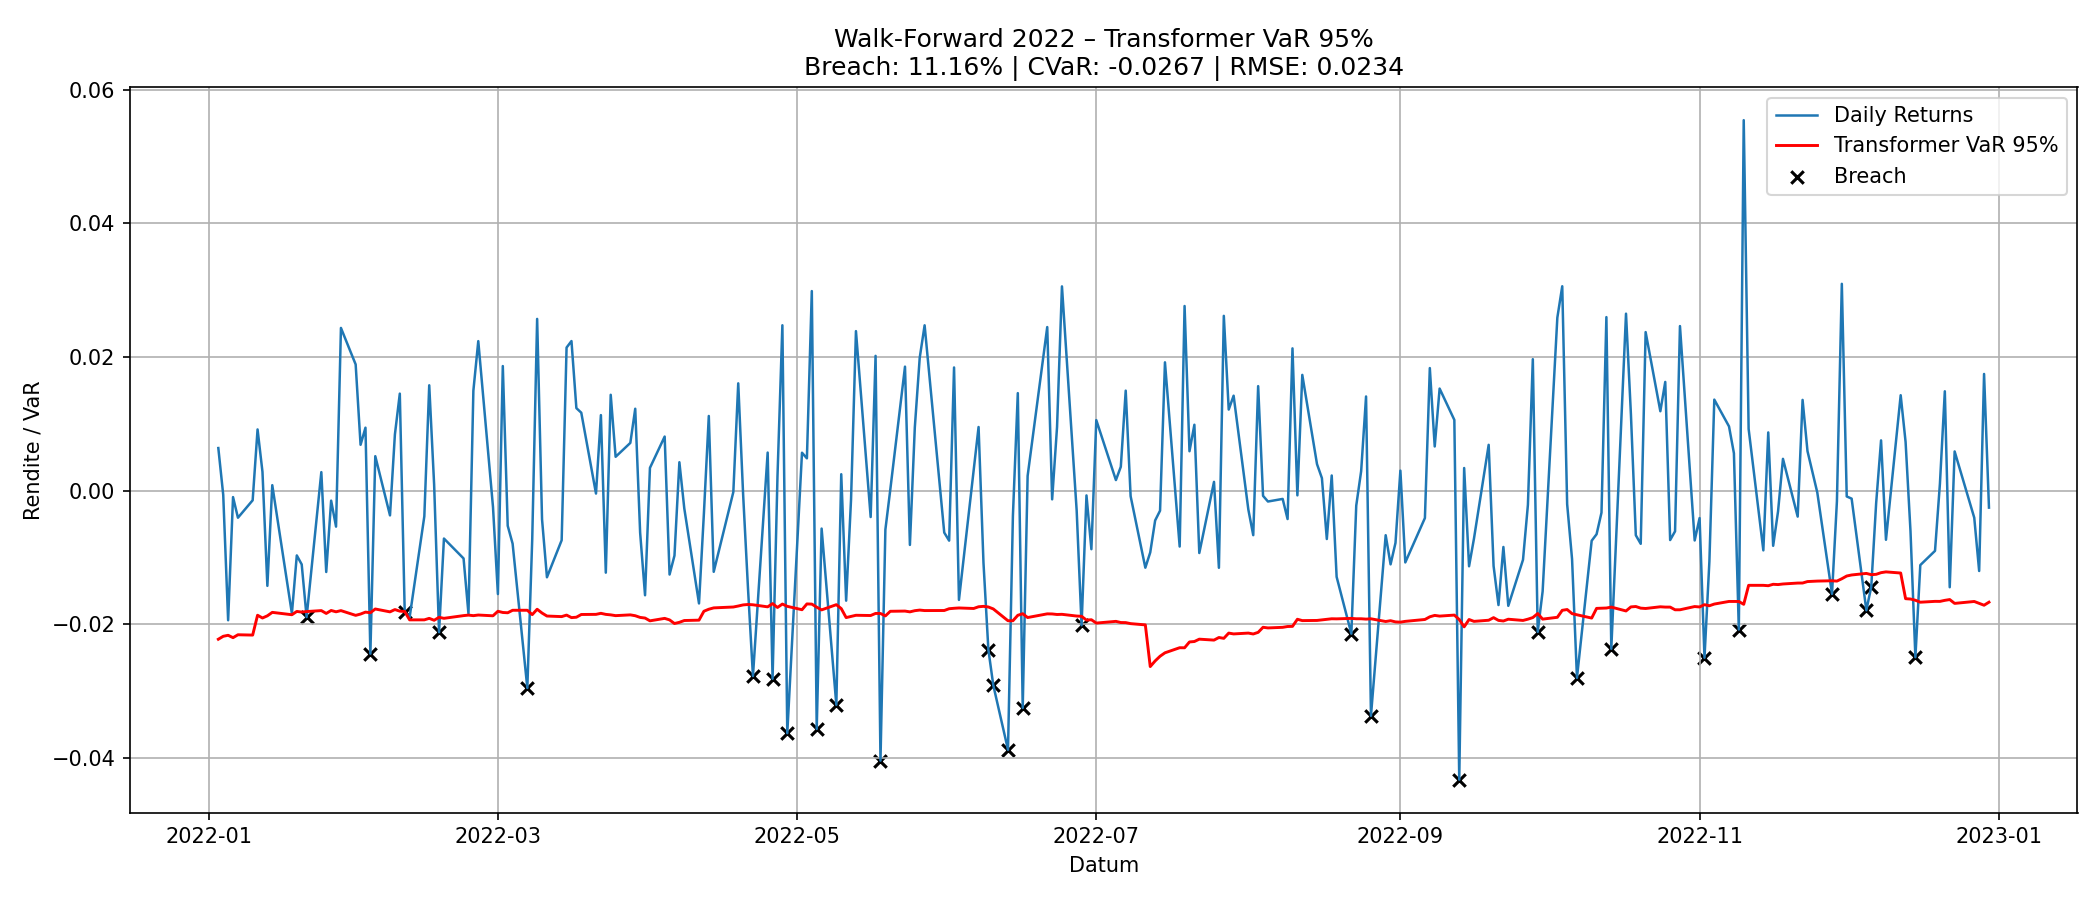 Walk-Forward 2022 – Transformer VaR 95%
Breach: 11.16% | CVaR: -0.0267 | RMSE: 0.0234
Rendite / VaR
0.06
0.04
0.02
0.00
−0.02
−0.04
Daily Returns
Transformer VaR 95%
Breach
2022-01
2022-03
2022-05
2022-07
2022-09
2022-11
2023-01
Datum